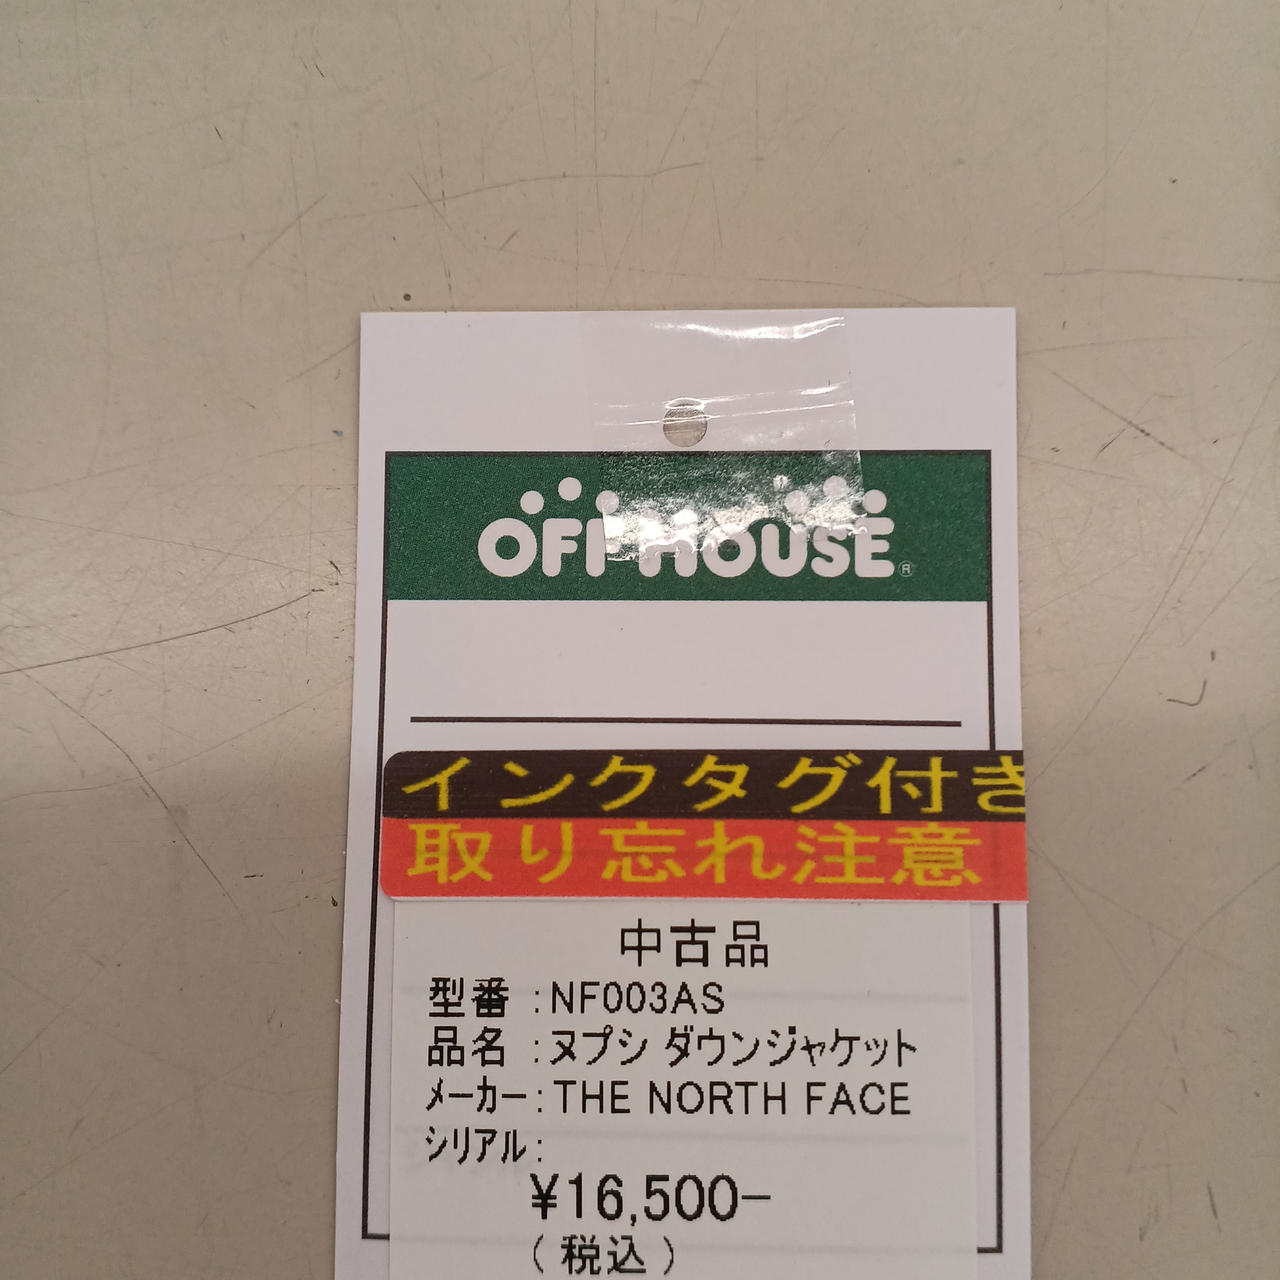 OFF HOUSE®
インクタグ付き
取り忘れ注意
中古品
型番 :NF003AS
品名 :ヌプシ ダウンジャケット
メーカー:THE NORTH FACE
シリアル:
¥16,500−
(税込)